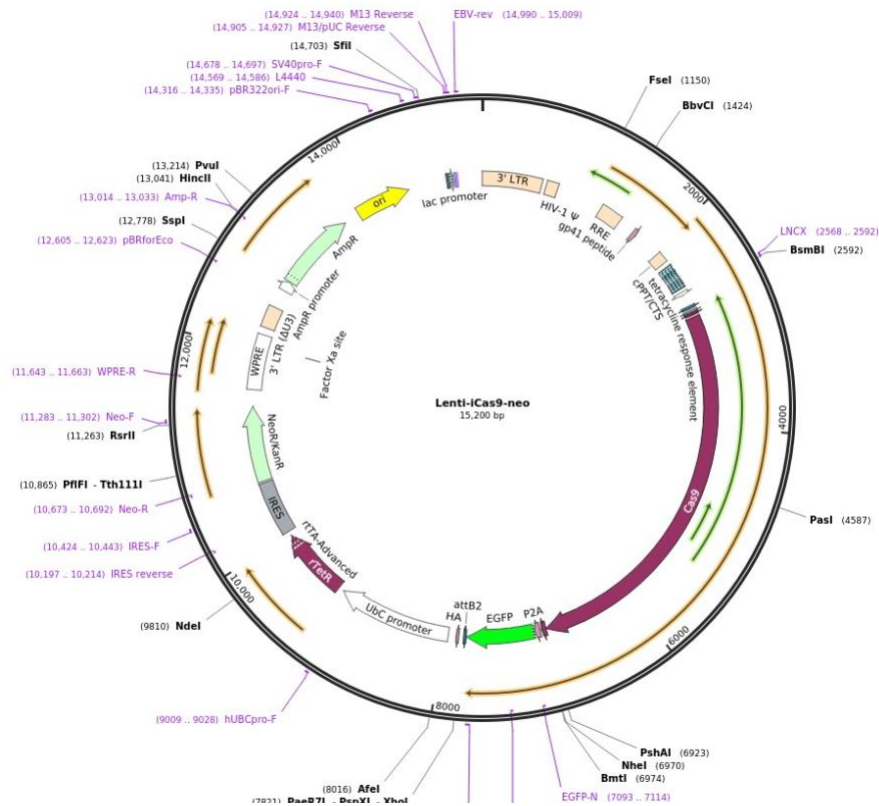 (14,924 .. 14,940) M13 Reverse
EBV-rev (14,990 .. 15,009)
(14,905 .. 14,927) M13/pUC Reverse
(14,703) SfiI
(14,678 .. 14,697) SV40pro-F
(14,569 .. 14,586) L4440
(14,316 .. 14,335) pBR322ori-F
FseI (1150)
BbvCI (1424)
14,000
2000
(13,214) PvuI
(13,041) HincII
(13,014 .. 13,033) Amp-R
(12,778) SspI
(12,605 .. 12,623) pBRforEco
LNCX (2568 .. 2592)
BsmBI (2592)
ori
lac promoter
3' LTR
HIV-1 Ψ
RRE
gp41 peptide
cPPT/CTS
tetracycline response element
AmpR
AmpR promoter
3' LTR (ΔU3)
WPRE
Factor Xa site
12,000
(11,643 .. 11,663) WPRE-R
(11,283 .. 11,302) Neo-F
(11,263) RsrII
Lenti-iCas9-neo
15,200 bp
4000
NeoR/KanR
(10,865) PflFI - Tth111I
(10,673 .. 10,692) Neo-R
IRES
Cas9
PasI (4587)
(10,424 .. 10,443) IRES-F
(10,197 .. 10,214) IRES reverse
rtTA-Advanced
rTetR
10,000
(9810) NdeI
UbC promoter
HA
attB2
EGFP
P2A
6000
(9009 .. 9028) hUBCpro-F
8000
PshAI (6923)
NheI (6970)
BmtI (6974)
(8016) AfeI
EGFP-N (7093 .. 7114)
(7821) PaeR7I - PspXI - XhoI